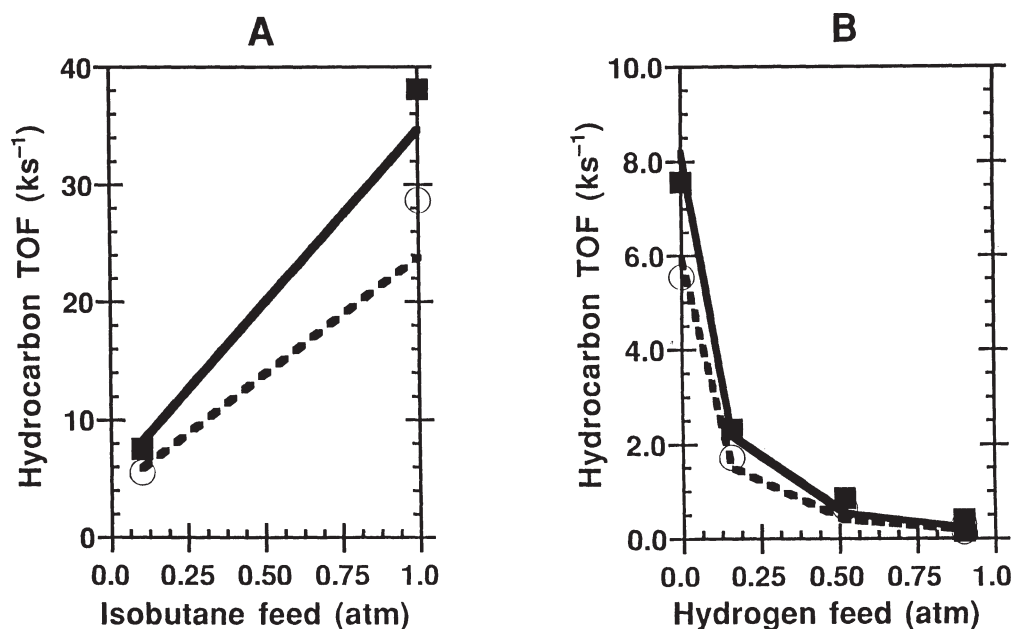 A
Hydrocarbon TOF (ks⁻¹)
40
30
20
10
0
0.0 0.25 0.50 0.75 1.0
Isobutane feed (atm)
B
Hydrocarbon TOF (ks⁻¹)
10.0
8.0
6.0
4.0
2.0
0.0
0.0 0.25 0.50 0.75 1.0
Hydrogen feed (atm)